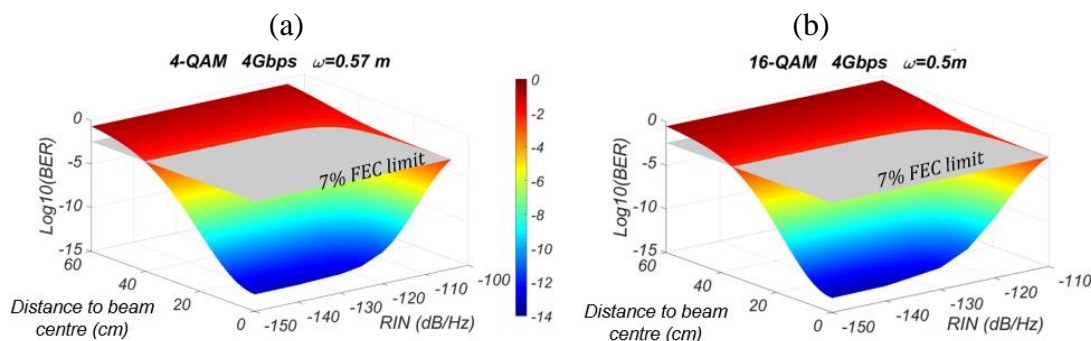 (a)
4-QAM 4Gbps ω=0.57 m
Log10(BER)
0
-5
-10
-15
60
40
20
0
Distance to beam
centre (cm)
-150
-140
-130
-120
-110
-100
RIN (dB/Hz)
7% FEC limit
0
-2
-4
-6
-8
-10
-12
-14
(b)
16-QAM 4Gbps ω=0.5m
Log10(BER)
0
-5
-10
-15
60
40
20
0
Distance to beam
centre (cm)
-150
-140
-130
-120
-110
RIN (dB/Hz)
7% FEC limit